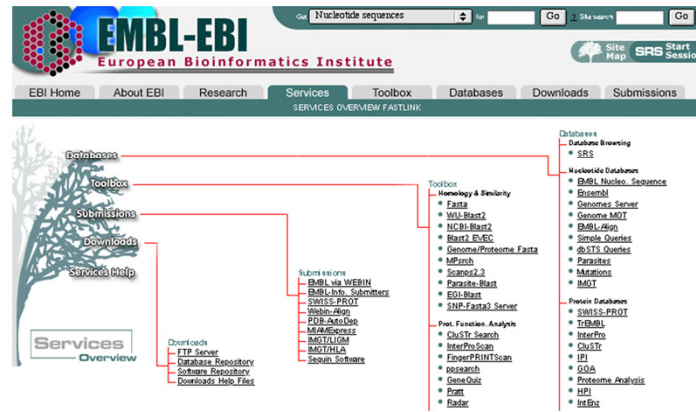 Get Nucleotide sequences for Go ? Site search Go
EMBL-EBI
European Bioinformatics Institute
Site Map SRS Start Sessio
EBI Home About EBI Research Services Toolbox Databases Downloads Submissions
SERVICES OVERVIEW FASTLINK
Databases
Toolbox
Submissions
Downloads
Services Help
Services
Overview
Downloads
FTP Server
Database Repository
Software Repository
Downloads Help Files
Submissions
EMBL via WEBIN
EMBL-Info. Submitters
SWISS-PROT
Webin-Align
PDB-AutoDep
MIAMExpress
IMGT/LIGM
IMGT/HLA
Sequin Software
Toolbox
Homology & Similarity
Fasta
WU-Blast2
NCBI-Blast2
Blast2 EVEC
Genome/Proteome Fasta
MPsrch
Scanps2.3
Parasite-Blast
EGI-Blast
SNP-Fasta3 Server
Prot. Function. Analysis
CluSTr Search
InterProScan
FingerPRINTScan
ppsearch
GeneQuiz
Pratt
Radar
Databases
Database Browsing
SRS
Nucleotide Databases
EMBL Nucleo. Sequence
Ensembl
Genomes Server
Genome MOT
EMBL-Align
Simple Queries
dbSTS Queries
Parasites
Mutations
IMGT
Protein Databases
SWISS-PROT
TrEMBL
InterPro
CluSTr
IPI
GOA
Proteome Analysis
HPI
IntEnz